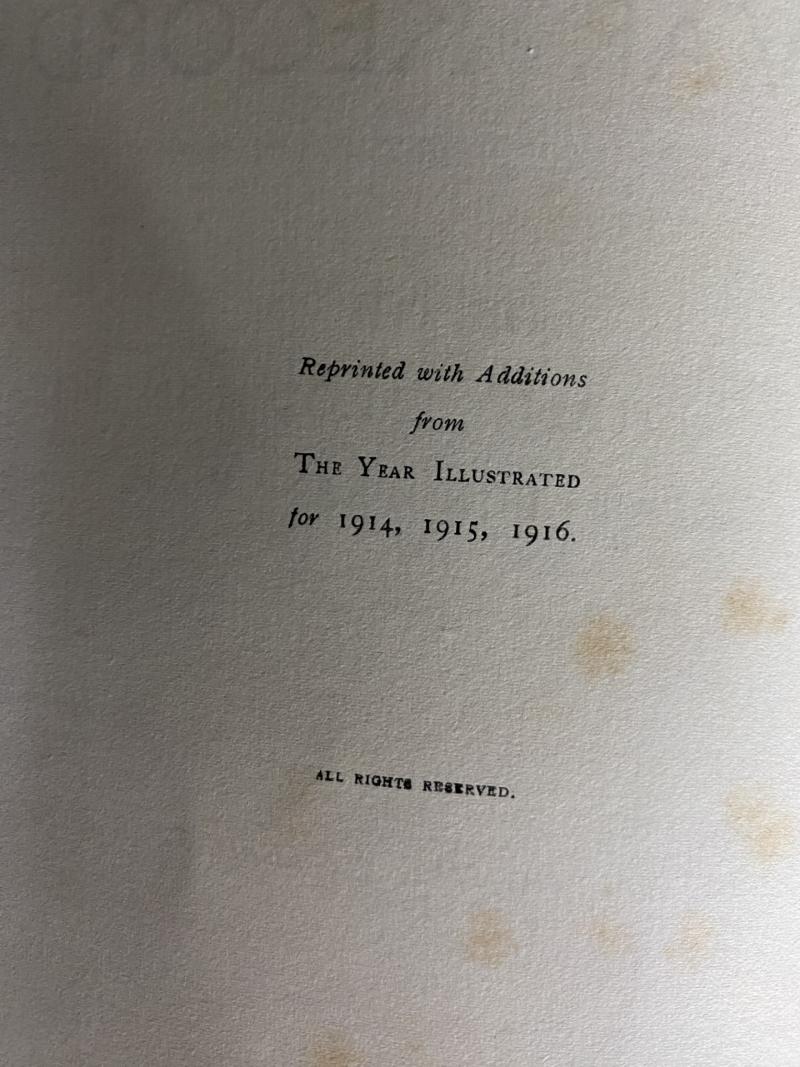 Reprinted with Additions
from
THE YEAR ILLUSTRATED
for 1914, 1915, 1916.
ALL RIGHTS RESERVED.